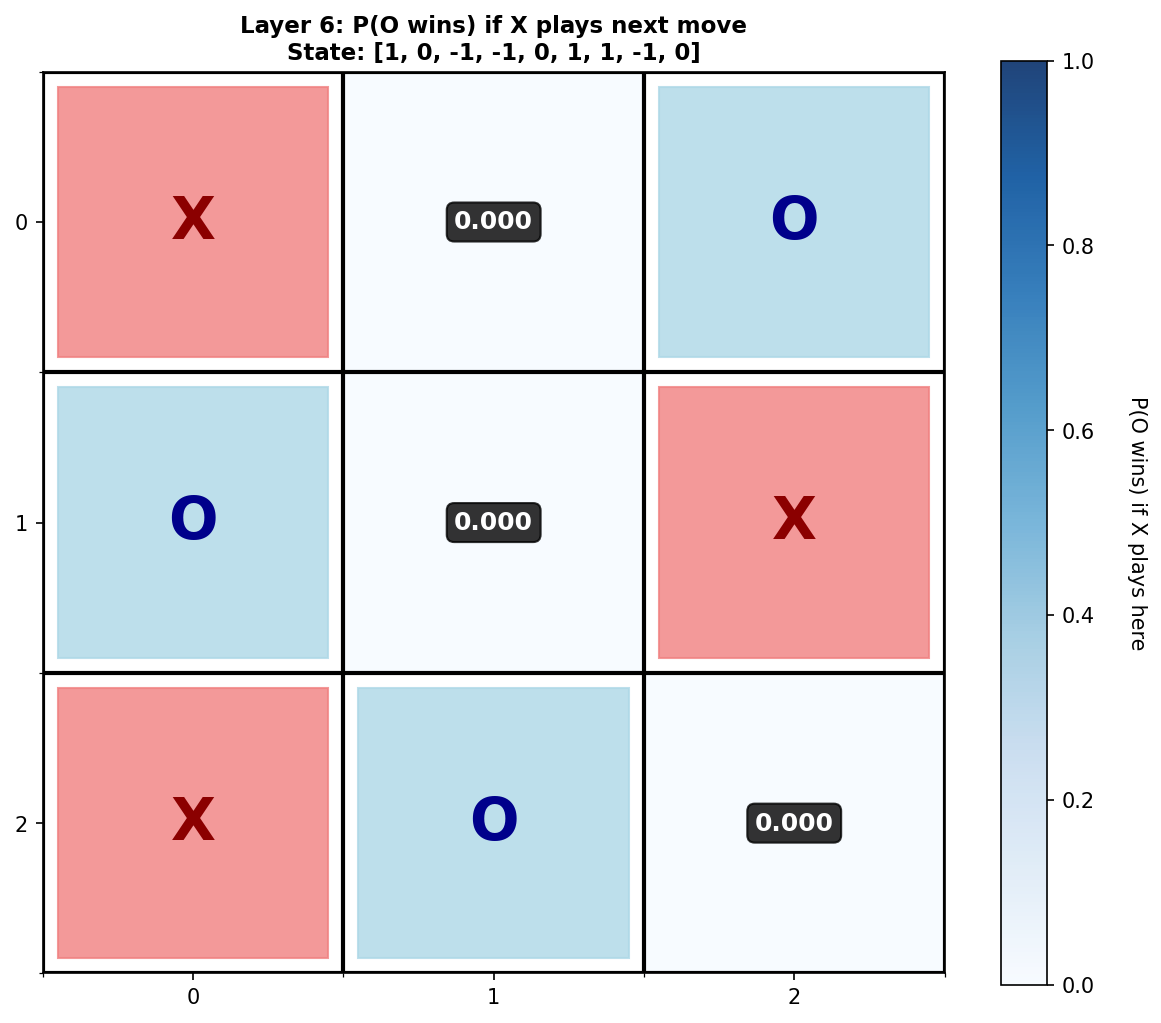 Layer 6: P(O wins) if X plays next move
State: [1, 0, -1, -1, 0, 1, 1, -1, 0]
0
X
0.000
O
1
O
0.000
X
2
X
O
0.000
0
1
2
1.0
0.8
0.6
0.4
0.2
0.0
P(O wins) if X plays here